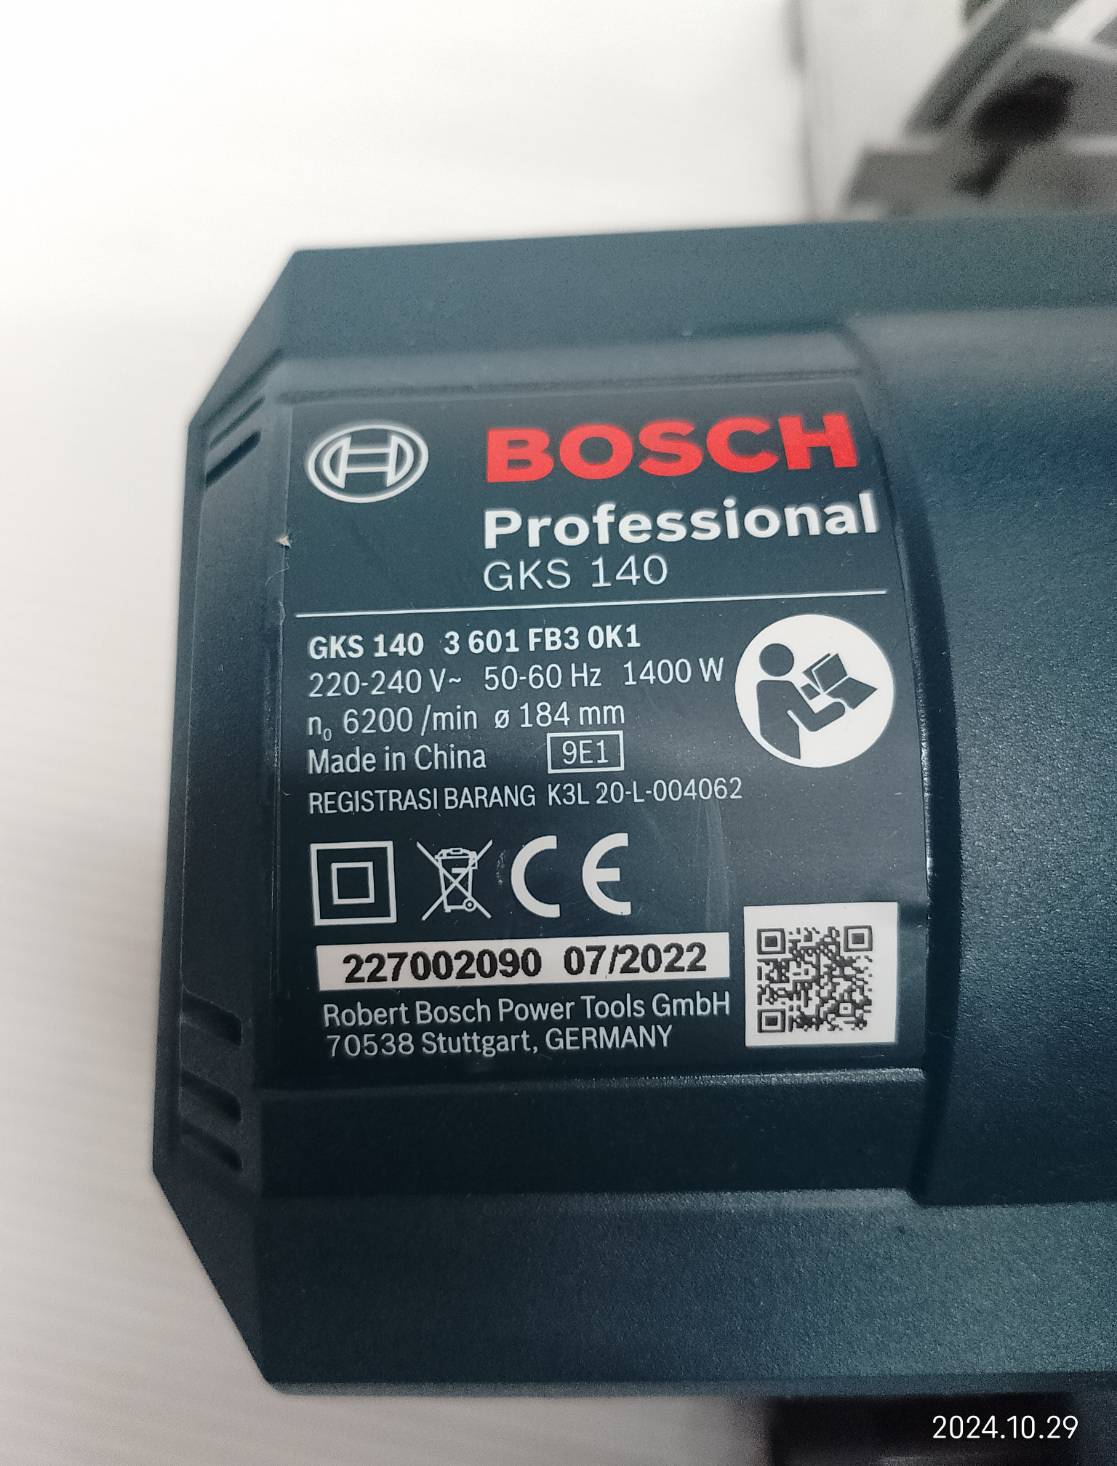 BOSCH
Professional
GKS 140
GKS 140 3 601 FB3 0K1
220-240 V~ 50-60 Hz 1400 W
n₀ 6200 /min ø 184 mm
Made in China 9E1
REGISTRASI BARANG K3L 20-L-004062
CE
227002090 07/2022
Robert Bosch Power Tools GmbH
70538 Stuttgart, GERMANY
2024.10.29